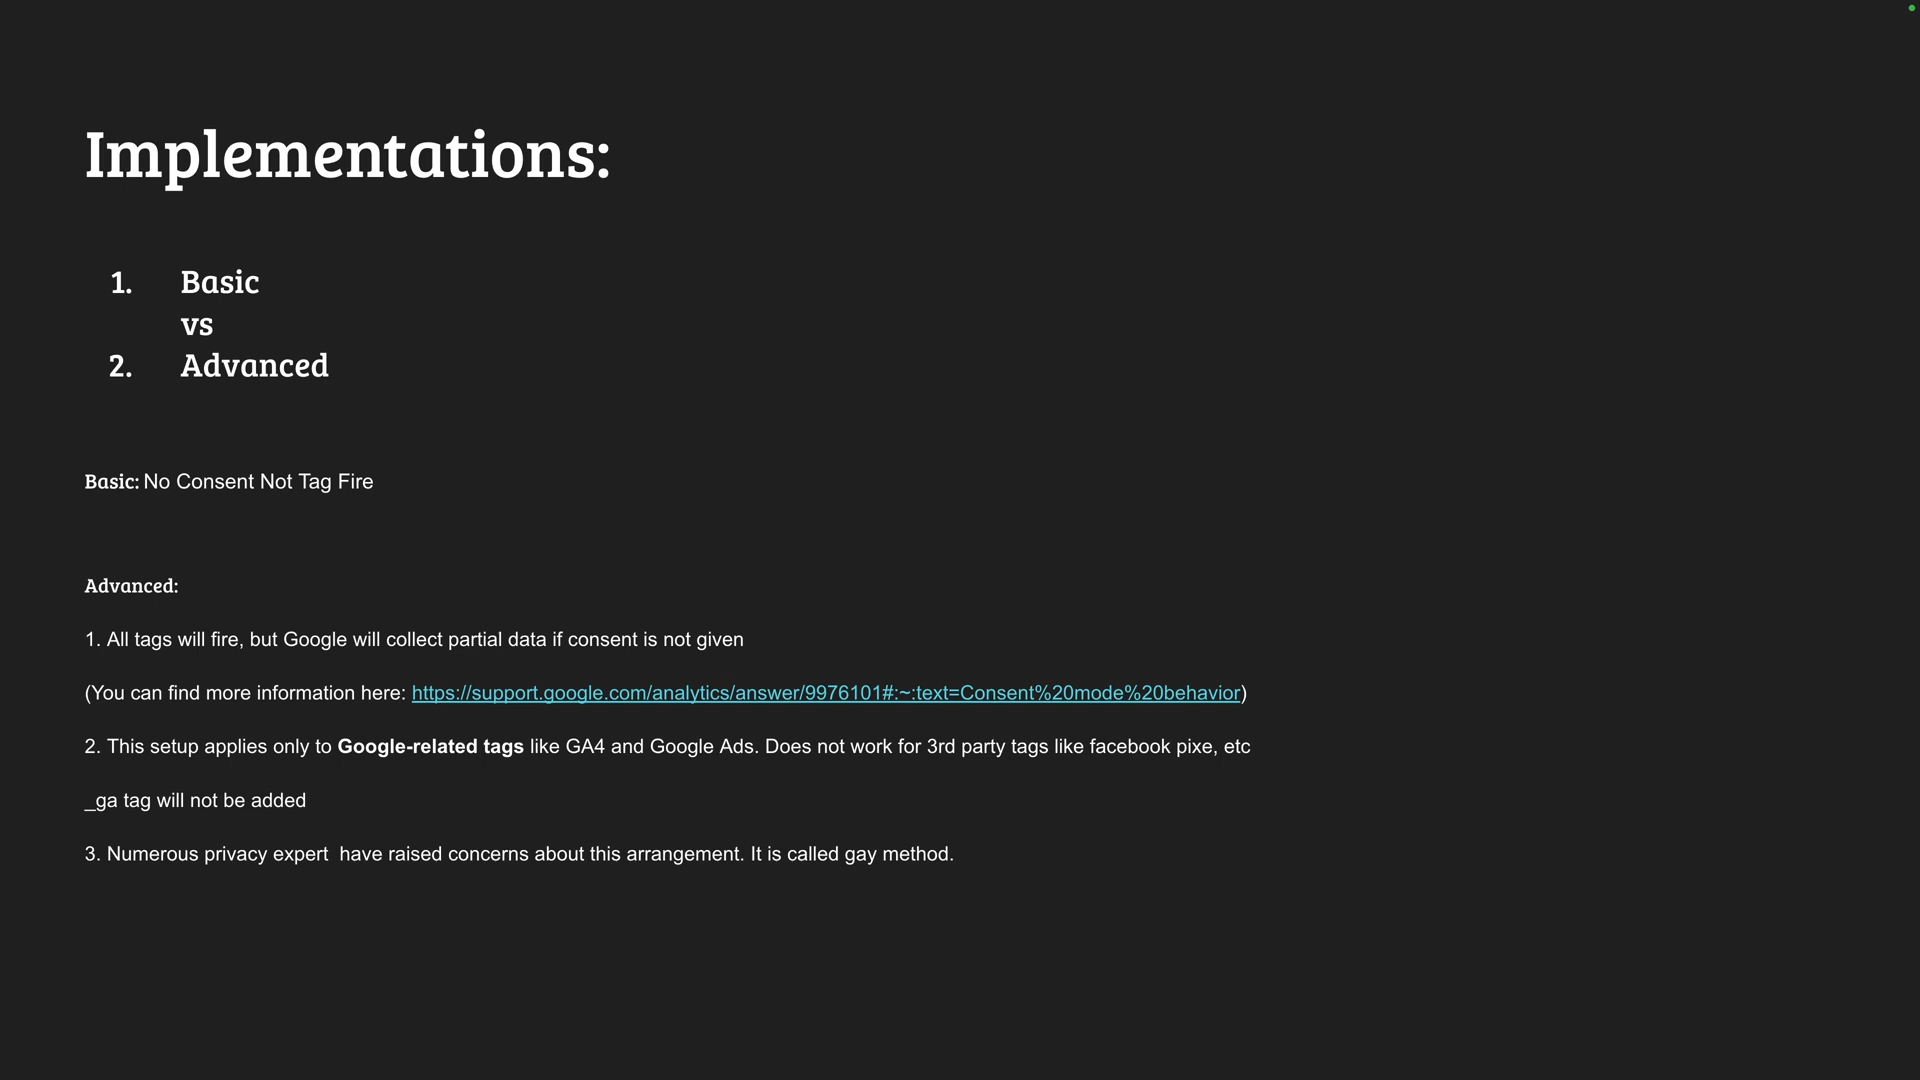 Implementations:
1. Basic
vs
2. Advanced
Basic: No Consent Not Tag Fire
Advanced:
1. All tags will fire, but Google will collect partial data if consent is not given
(You can find more information here: https://support.google.com/analytics/answer/9976101#:~:text=Consent%20mode%20behavior)
2. This setup applies only to Google-related tags like GA4 and Google Ads. Does not work for 3rd party tags like facebook pixe, etc
_ga tag will not be added
3. Numerous privacy expert  have raised concerns about this arrangement. It is called gay method.